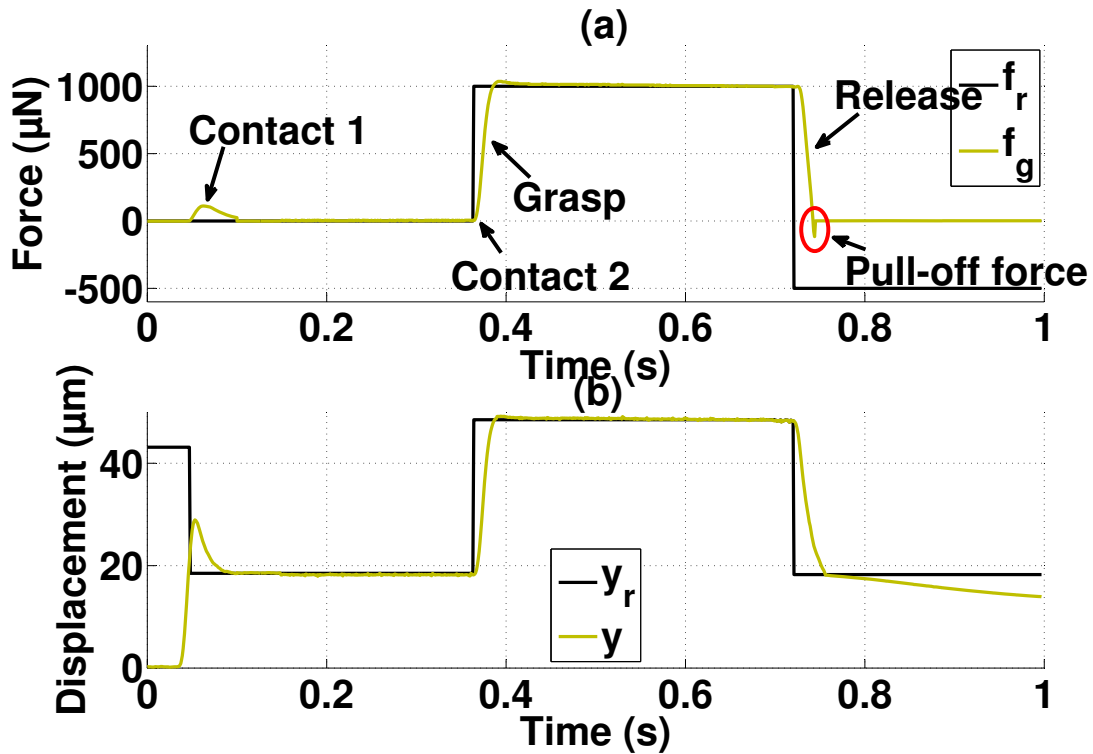 (a)
Force (µN)
1000
500
0
-500
Contact 1
Grasp
Contact 2
Release
Pull-off force
f_r
f_g
0 0.2 0.4 0.6 0.8 1
Time (s)
(b)
Displacement (µm)
40
20
0
y_r
y
0 0.2 0.4 0.6 0.8 1
Time (s)